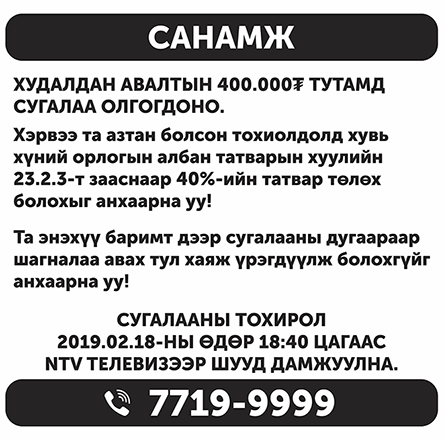 САНАМЖ
ХУДАЛДАН АВАЛТЫН 400.000₮ ТУТАМД
СУГАЛАА ОЛГОГДОНО.
Хэрвээ та азтан болсон тохиолдолд хувь
хүний орлогын албан татварын хуулийн
23.2.3-т зааснаар 40%-ийн татвар төлөх
болохыг анхаарна уу!
Та энэхүү баримт дээр сугалааны дугаараар
шагналаа авах тул хаяж үрэгдүүлж болохгүйг
анхаарна уу!
СУГАЛААНЫ ТОХИРОЛ
2019.02.18-НЫ ӨДӨР 18:40 ЦАГААС
NTV ТЕЛЕВИЗЭЭР ШУУД ДАМЖУУЛНА.
7719-9999